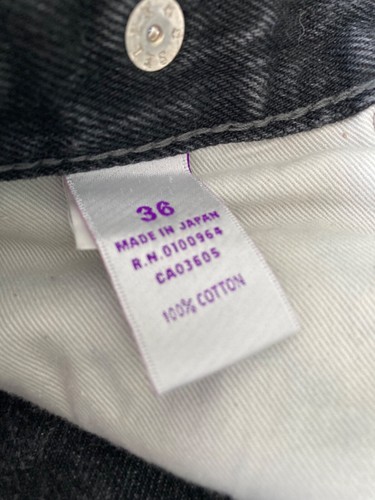 36
MADE IN JAPAN
R.N.0100964
CA03605
100% COTTON